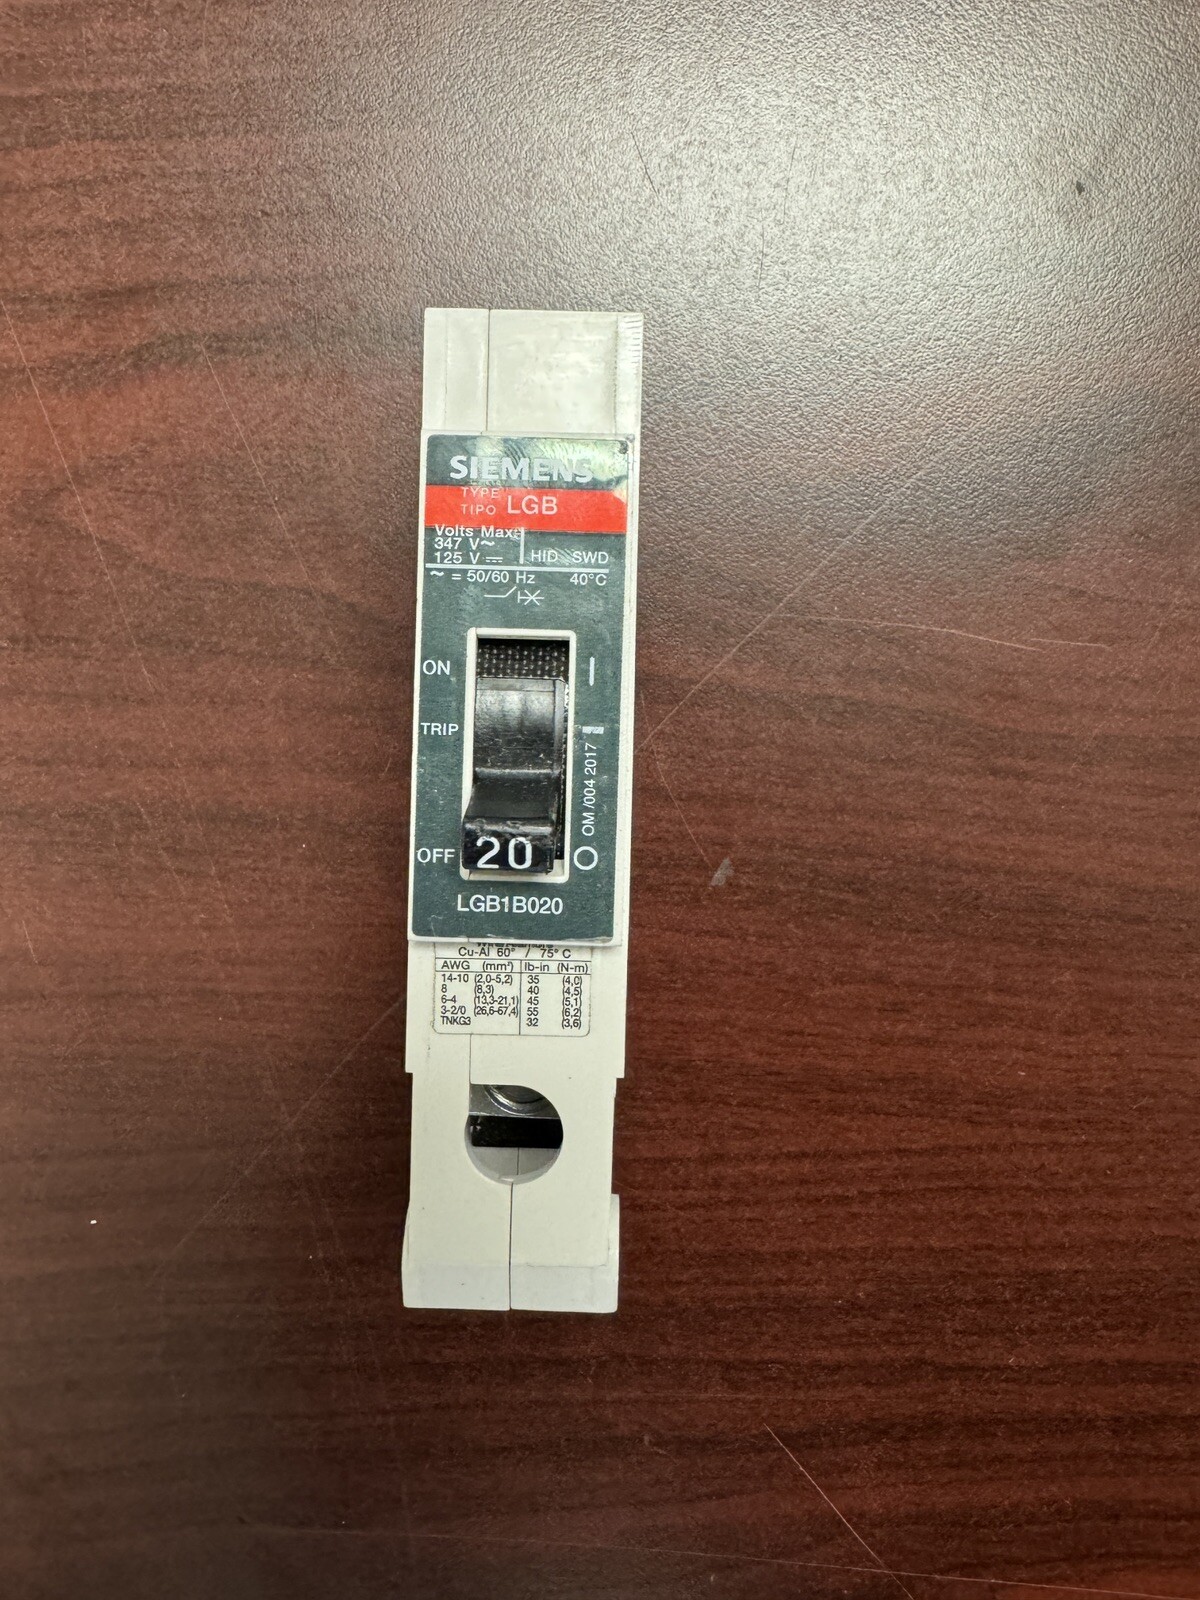 SIEMENS
TYPE
TIPO LGB
Volts Max
347 V~
125 V HID SWD
~ = 50/60 Hz 40°C
ON I
TRIP
OM /004 2017
OFF 20 O
LGB1B020
Cu-Al 60° / 75° C
AWG (mm²) lb-in (N-m)
14-10 (2,0-5,2) 35 (4,0)
8 (8,3) 40 (4,5)
6-4 (13,3-21,1) 45 (5,1)
3-2/0 (26,6-67,4) 55 (6,2)
TNKG3 32 (3,6)